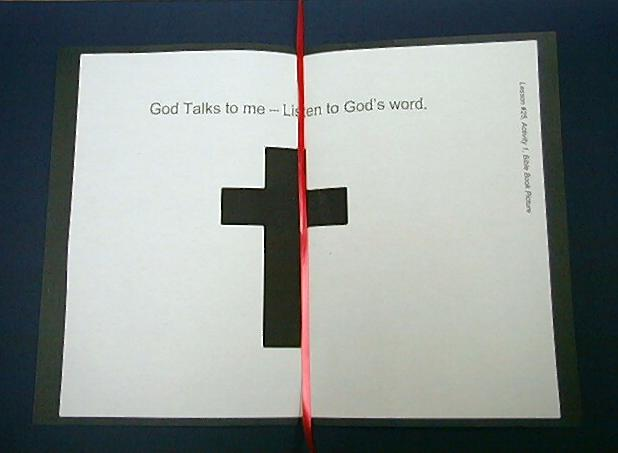 God Talks to me – Listen to God's word.
Lesson #25, Activity 1, Bible Book Picture